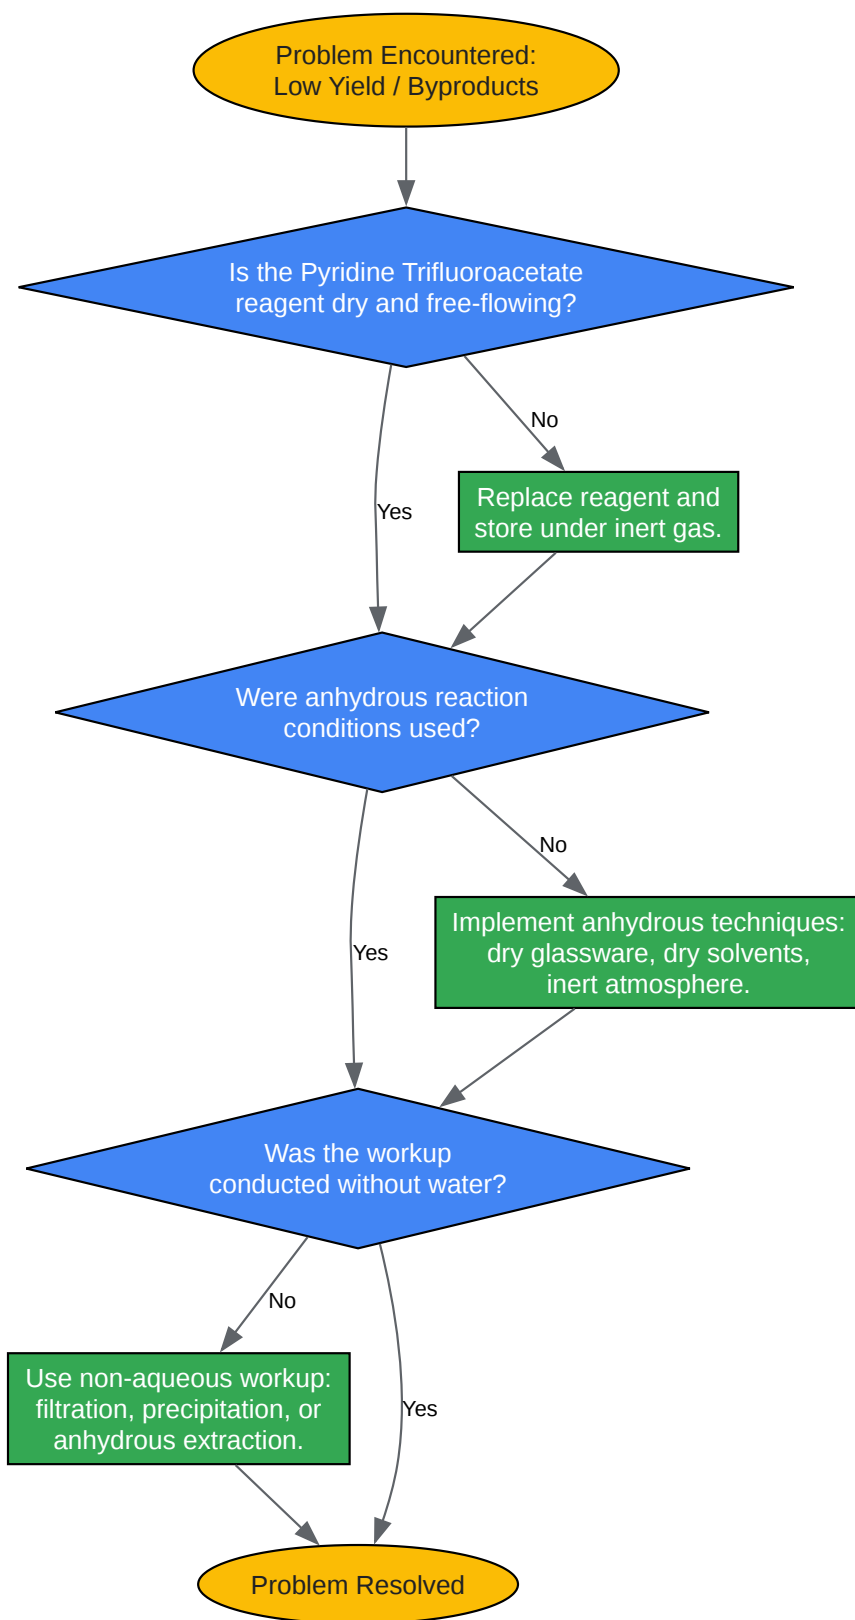 Problem Encountered:
Low Yield / Byproducts
Is the Pyridine Trifluoroacetate
reagent dry and free-flowing?
No
Replace reagent and
store under inert gas.
Yes
Were anhydrous reaction
conditions used?
No
Implement anhydrous techniques:
dry glassware, dry solvents,
inert atmosphere.
Yes
Was the workup
conducted without water?
No
Use non-aqueous workup:
filtration, precipitation, or
anhydrous extraction.
Yes
Problem Resolved